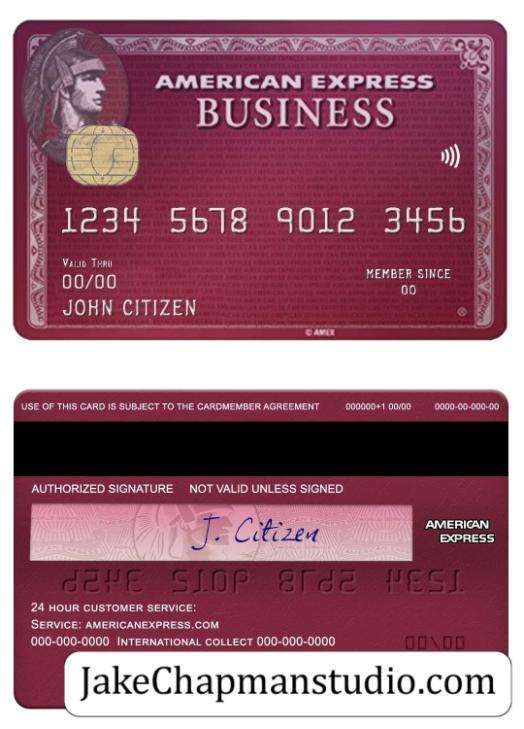 AMERICAN EXPRESS
BUSINESS
1234 5678 9012 3456
VALID THRU
00/00
MEMBER SINCE
00
JOHN CITIZEN
© AMEX
USE OF THIS CARD IS SUBJECT TO THE CARDMEMBER AGREEMENT 000000+1 00/00 0000-00-000-00
AUTHORIZED SIGNATURE NOT VALID UNLESS SIGNED
J. Citizen
AMERICAN
EXPRESS
24 HOUR CUSTOMER SERVICE:
SERVICE: AMERICANEXPRESS.COM
000-000-0000 INTERNATIONAL COLLECT 000-000-0000
JakeChapmanstudio.com